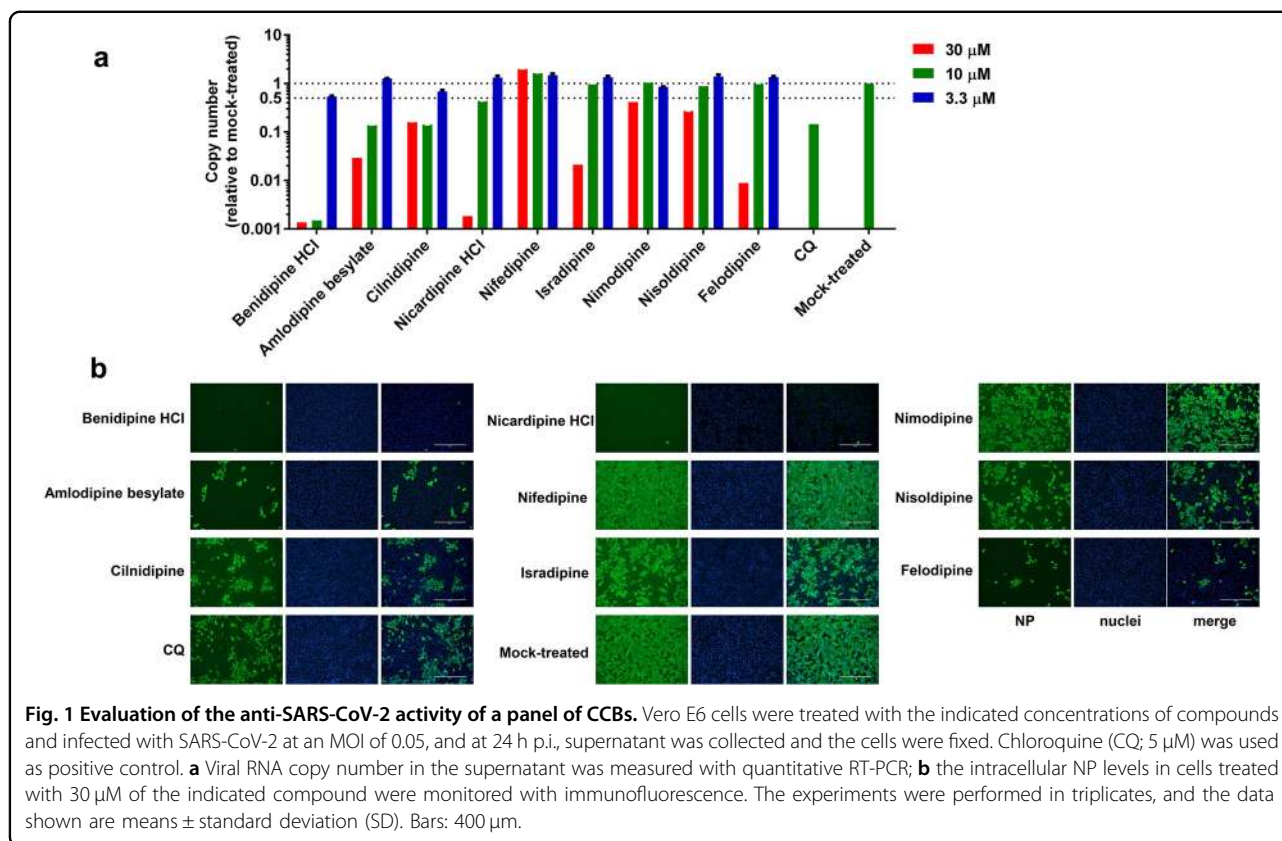 a
10
1
0.5
0.1
0.01
0.001
Copy number
(relative to mock-treated)
30 μM
10 μM
3.3 μM
Benidipine HCl
Amlodipine besylate
Cilnidipine
Nicardipine HCl
Nifedipine
Isradipine
Nimodipine
Nisoldipine
Felodipine
CQ
Mock-treated
b
Benidipine HCl
Amlodipine besylate
Cilnidipine
CQ
Nicardipine HCl
Nifedipine
Isradipine
Mock-treated
Nimodipine
Nisoldipine
Felodipine
NP nuclei merge
Fig. 1 Evaluation of the anti-SARS-CoV-2 activity of a panel of CCBs. Vero E6 cells were treated with the indicated concentrations of compounds
and infected with SARS-CoV-2 at an MOI of 0.05, and at 24 h p.i., supernatant was collected and the cells were fixed. Chloroquine (CQ; 5 μM) was used
as positive control. a Viral RNA copy number in the supernatant was measured with quantitative RT-PCR; b the intracellular NP levels in cells treated
with 30 μM of the indicated compound were monitored with immunofluorescence. The experiments were performed in triplicates, and the data
shown are means ± standard deviation (SD). Bars: 400 μm.